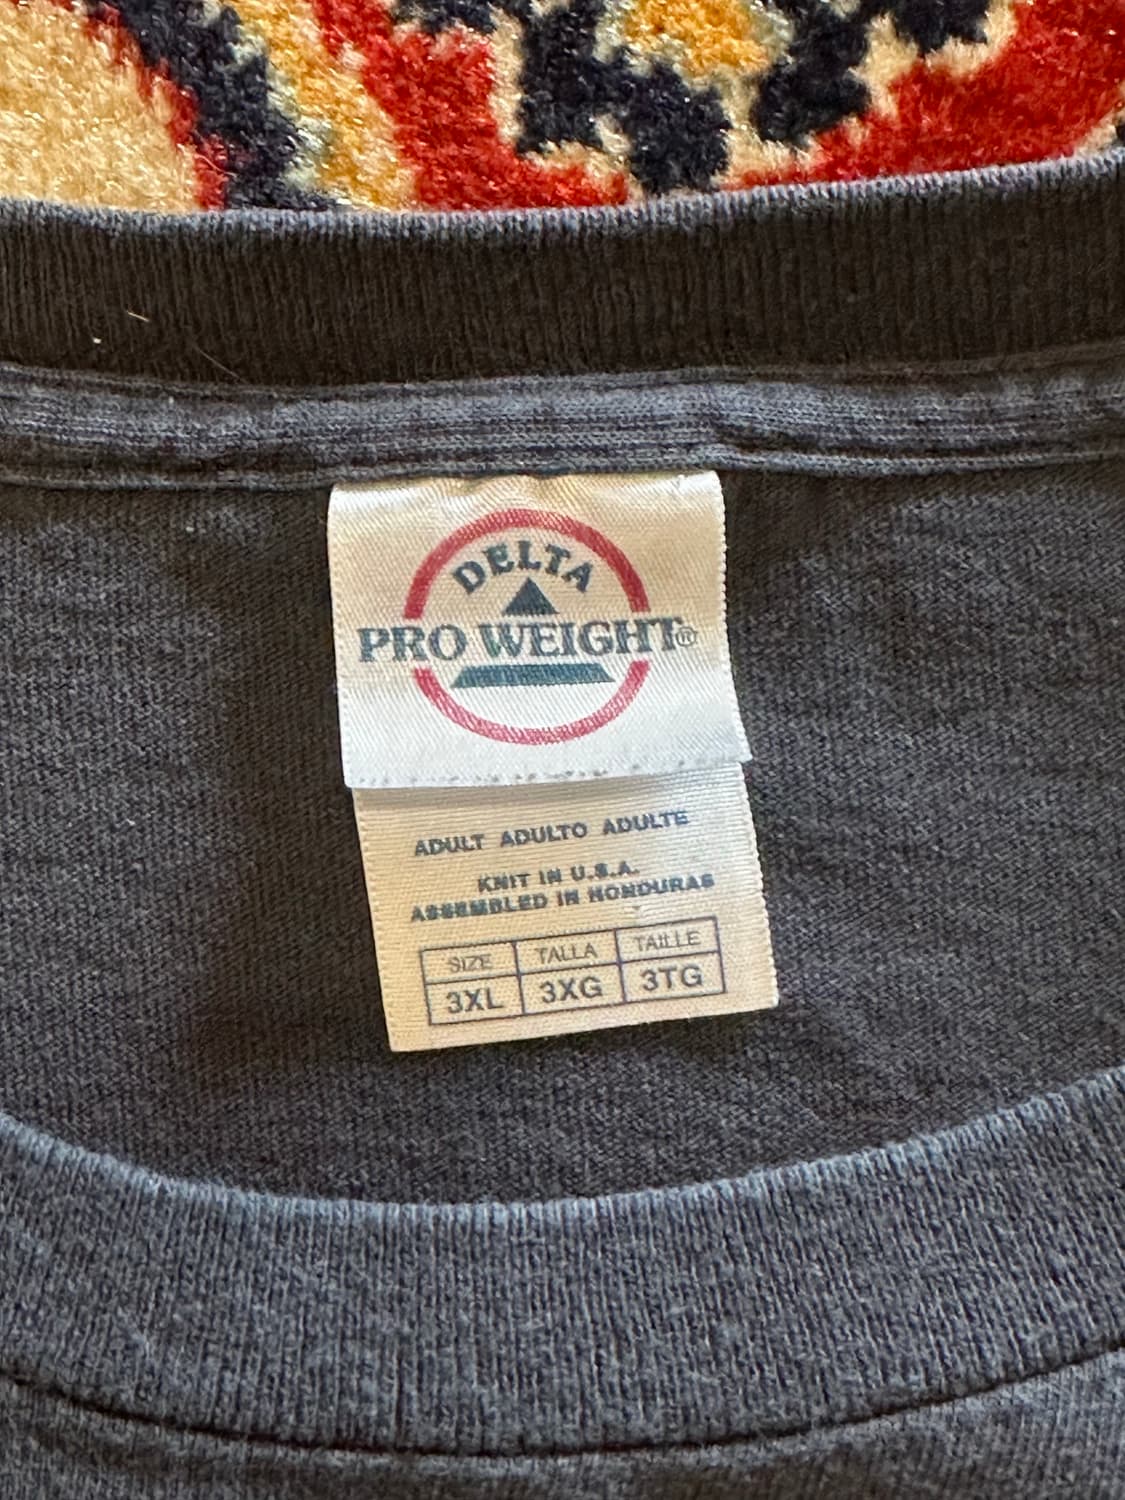 DELTA
PRO WEIGHT®
ADULT ADULTO ADULTE
KNIT IN U.S.A.
ASSEMBLED IN HONDURAS
SIZE TALLA TAILLE
3XL 3XG 3TG